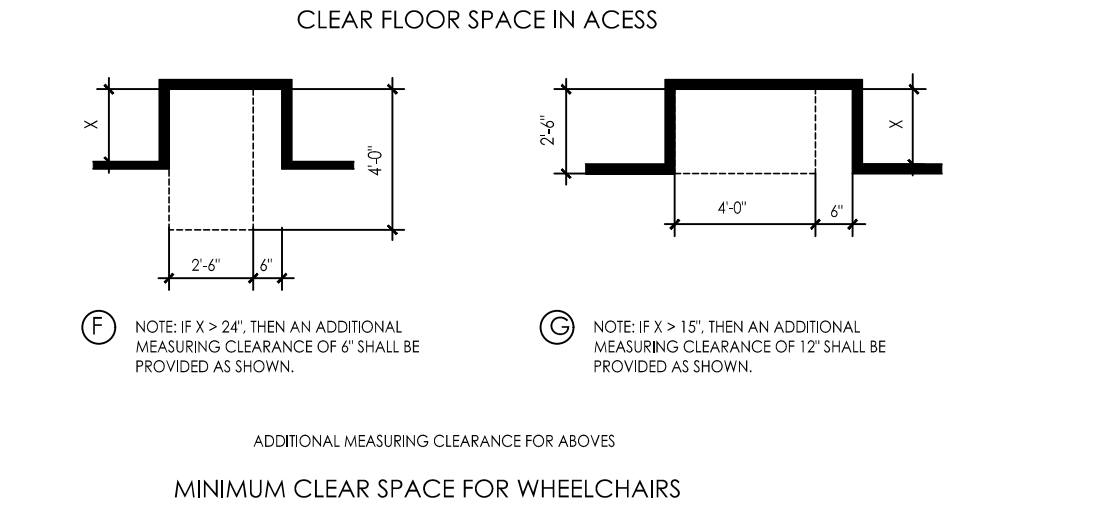 CLEAR FLOOR SPACE IN ACESS
X
4'-0"
2'-6"
6"
2'-6"
X
4'-0"
6"
F
NOTE: IF X > 24", THEN AN ADDITIONAL
MEASURING CLEARANCE OF 6" SHALL BE
PROVIDED AS SHOWN.
G
NOTE: IF X > 15", THEN AN ADDITIONAL
MEASURING CLEARANCE OF 12" SHALL BE
PROVIDED AS SHOWN.
ADDITIONAL MEASURING CLEARANCE FOR ABOVES
MINIMUM CLEAR SPACE FOR WHEELCHAIRS